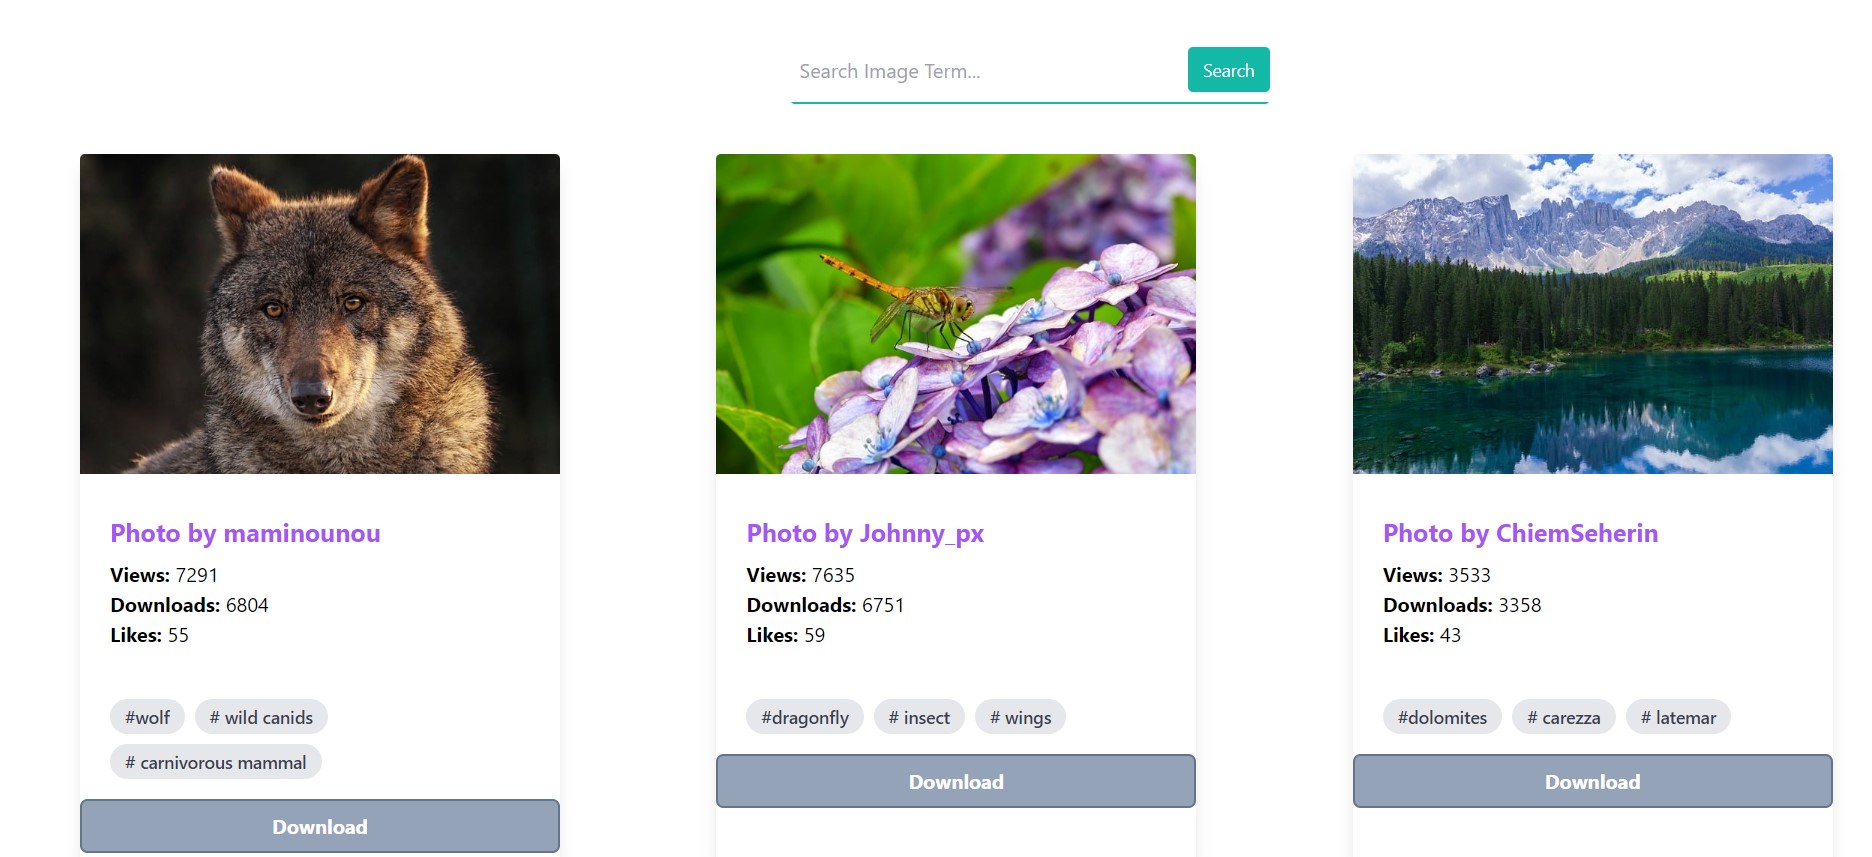 Search Image Term...
Search
Photo by maminounou
Views: 7291
Downloads: 6804
Likes: 55
#wolf
# wild canids
# carnivorous mammal
Download
Photo by Johnny_px
Views: 7635
Downloads: 6751
Likes: 59
#dragonfly
# insect
# wings
Download
Photo by ChiemSeherin
Views: 3533
Downloads: 3358
Likes: 43
#dolomites
# carezza
# latemar
Download